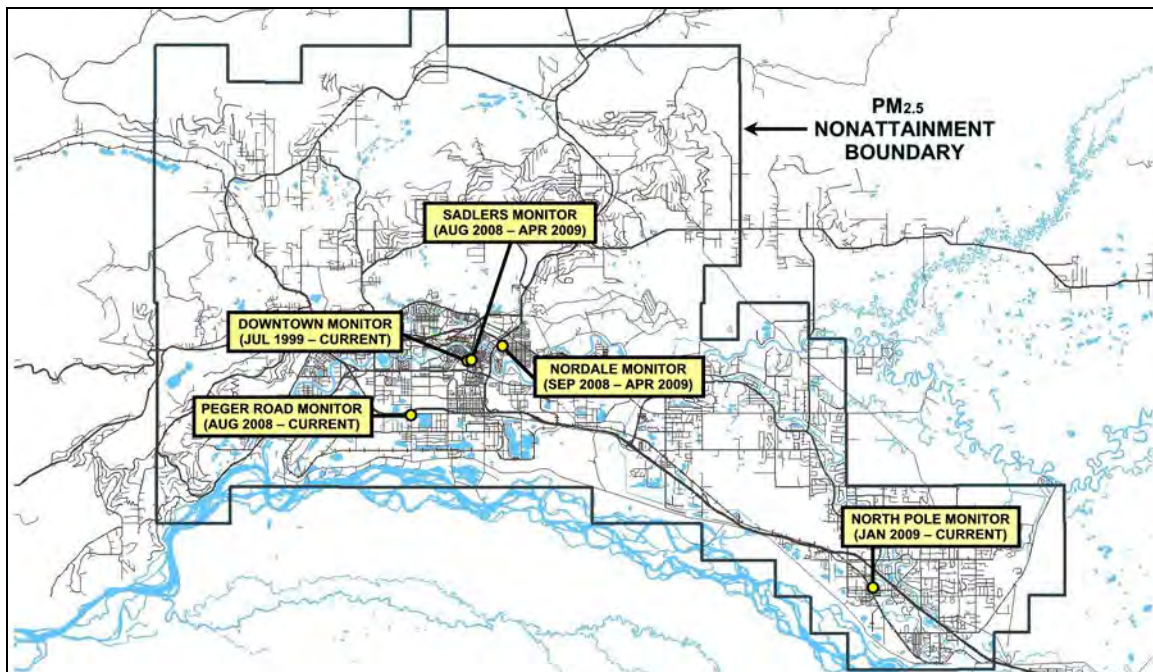 PM2.5
NONATTAINMENT
BOUNDARY
SADLERS MONITOR
(AUG 2008 – APR 2009)
DOWNTOWN MONITOR
(JUL 1999 – CURRENT)
NORDALE MONITOR
(SEP 2008 – APR 2009)
PEGER ROAD MONITOR
(AUG 2008 – CURRENT)
NORTH POLE MONITOR
(JAN 2009 – CURRENT)